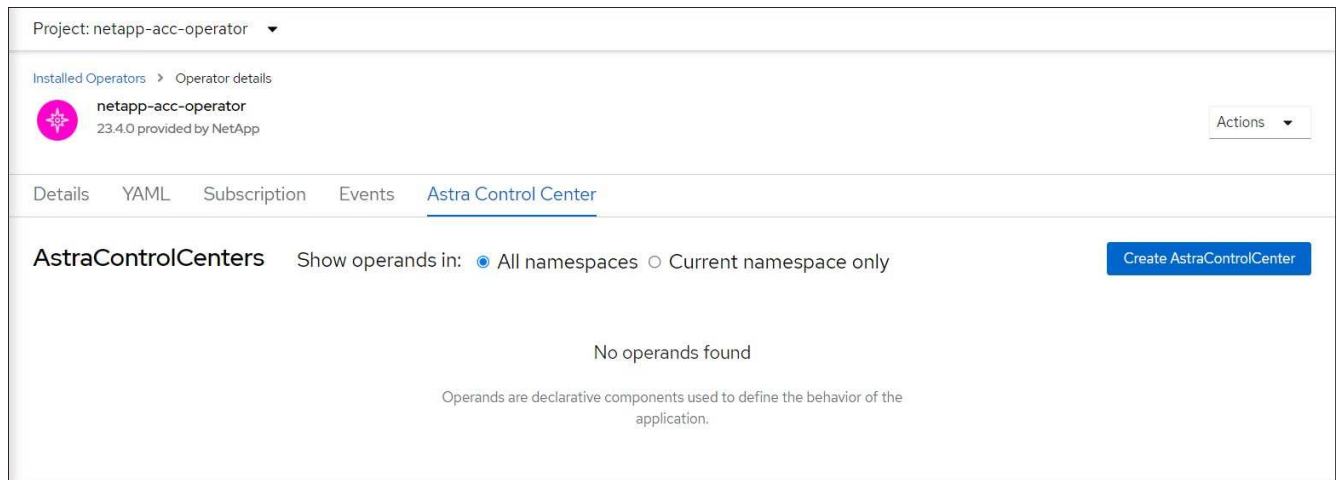 Project: netapp-acc-operator
Installed Operators > Operator details
netapp-acc-operator
23.4.0 provided by NetApp
Actions
Details YAML Subscription Events Astra Control Center
AstraControlCenters Show operands in: All namespaces Current namespace only Create AstraControlCenter
No operands found
Operands are declarative components used to define the behavior of the
application.